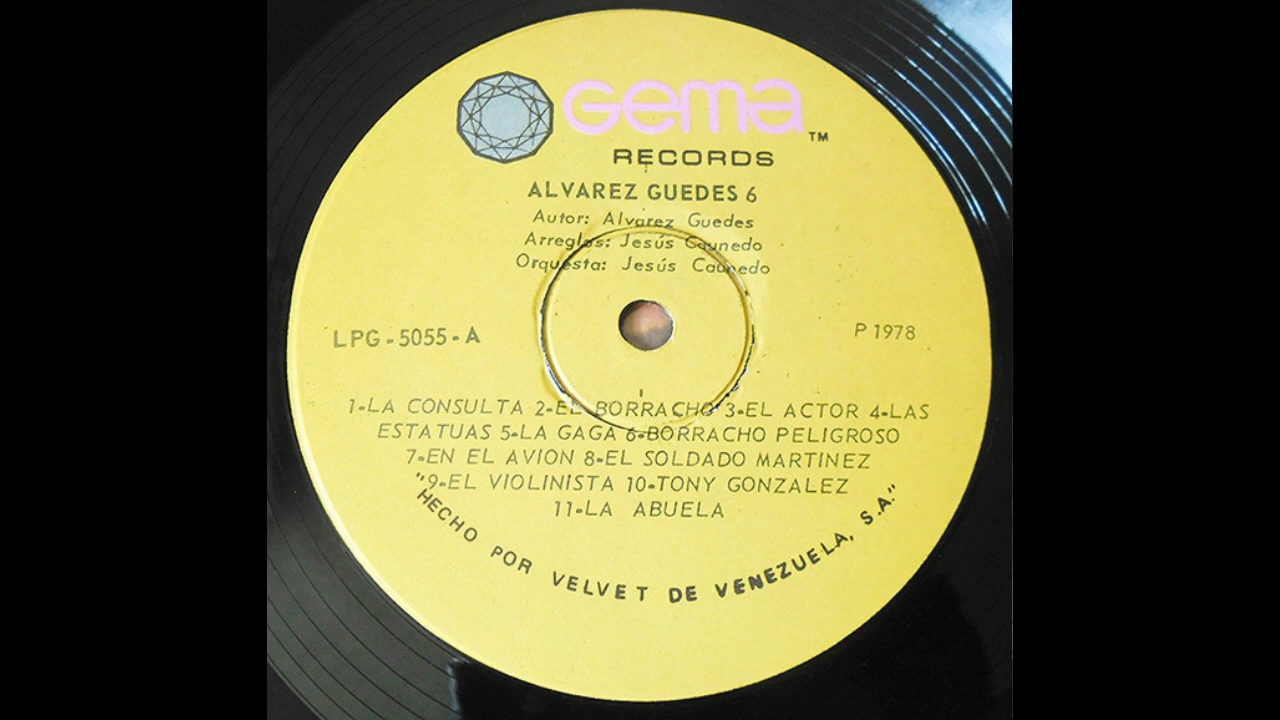 Gema TM
RECORDS
ALVAREZ GUEDES 6
Autor: Alvarez Guedes
Arreglos: Jesús Caunedo
Orquesta: Jesús Caunedo
LPG-5055-A
P 1978
1-LA CONSULTA 2-EL BORRACHO 3-EL ACTOR 4-LAS
ESTATUAS 5-LA GAGA 6-BORRACHO PELIGROSO
7-EN EL AVION 8-EL SOLDADO MARTINEZ
9-EL VIOLINISTA 10-TONY GONZALEZ
11-LA ABUELA
"HECHO POR VELVET DE VENEZUELA, S.A."